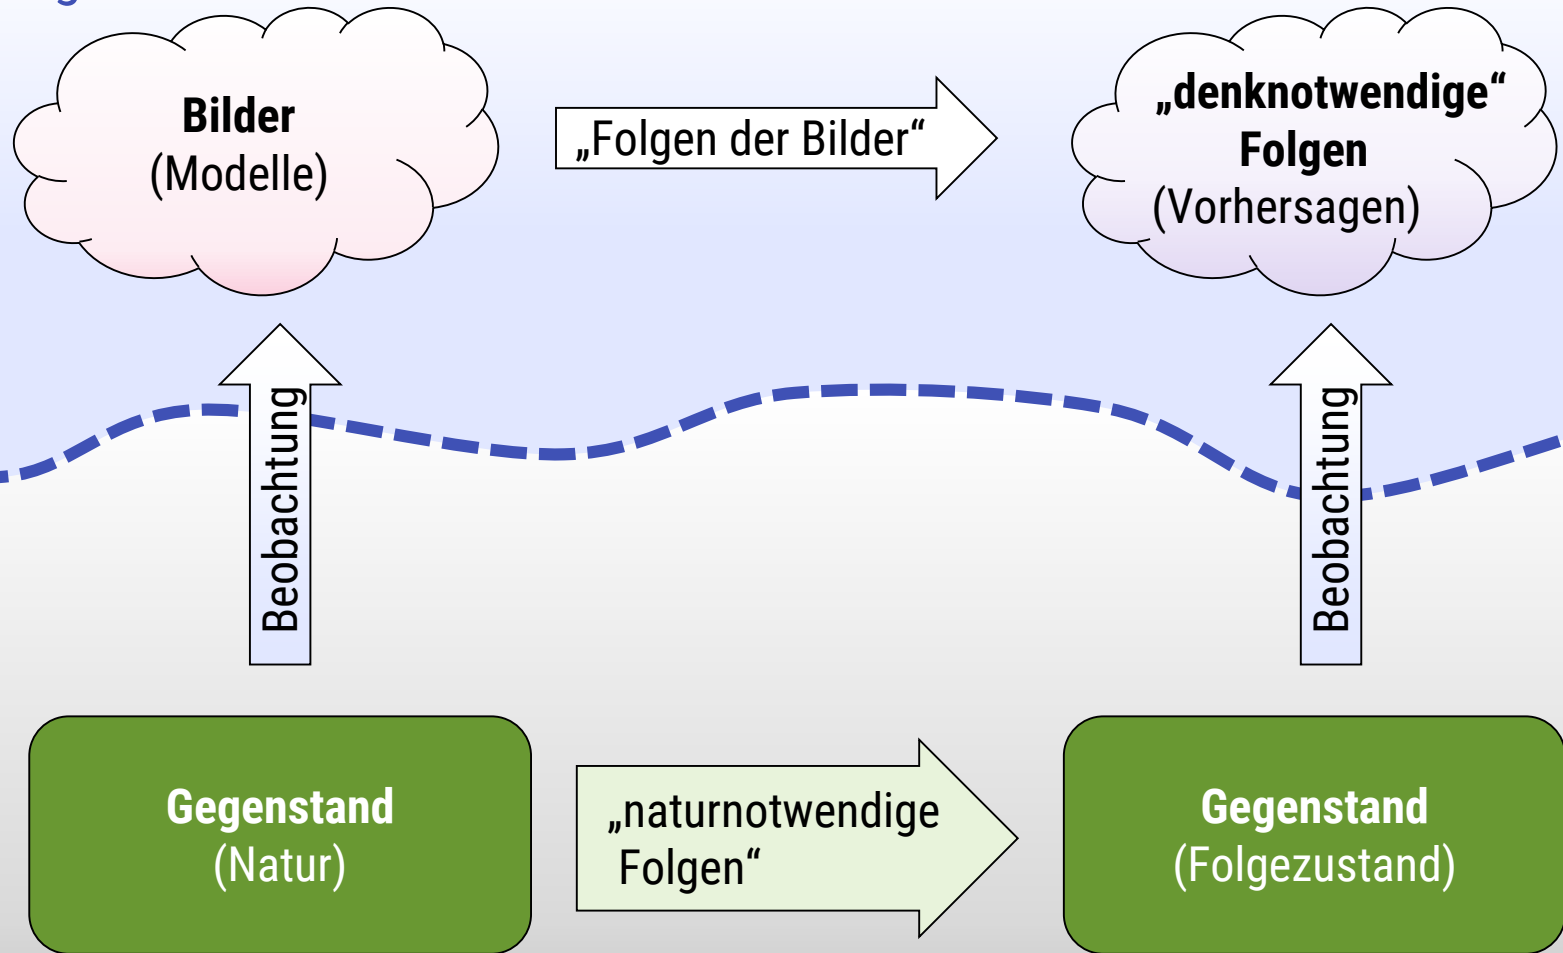 Bilder
(Modelle)
„Folgen der Bilder“
„denknotwendige“
Folgen
(Vorhersagen)
Beobachtung
Beobachtung
Gegenstand
(Natur)
„naturnotwendige
Folgen“
Gegenstand
(Folgezustand)